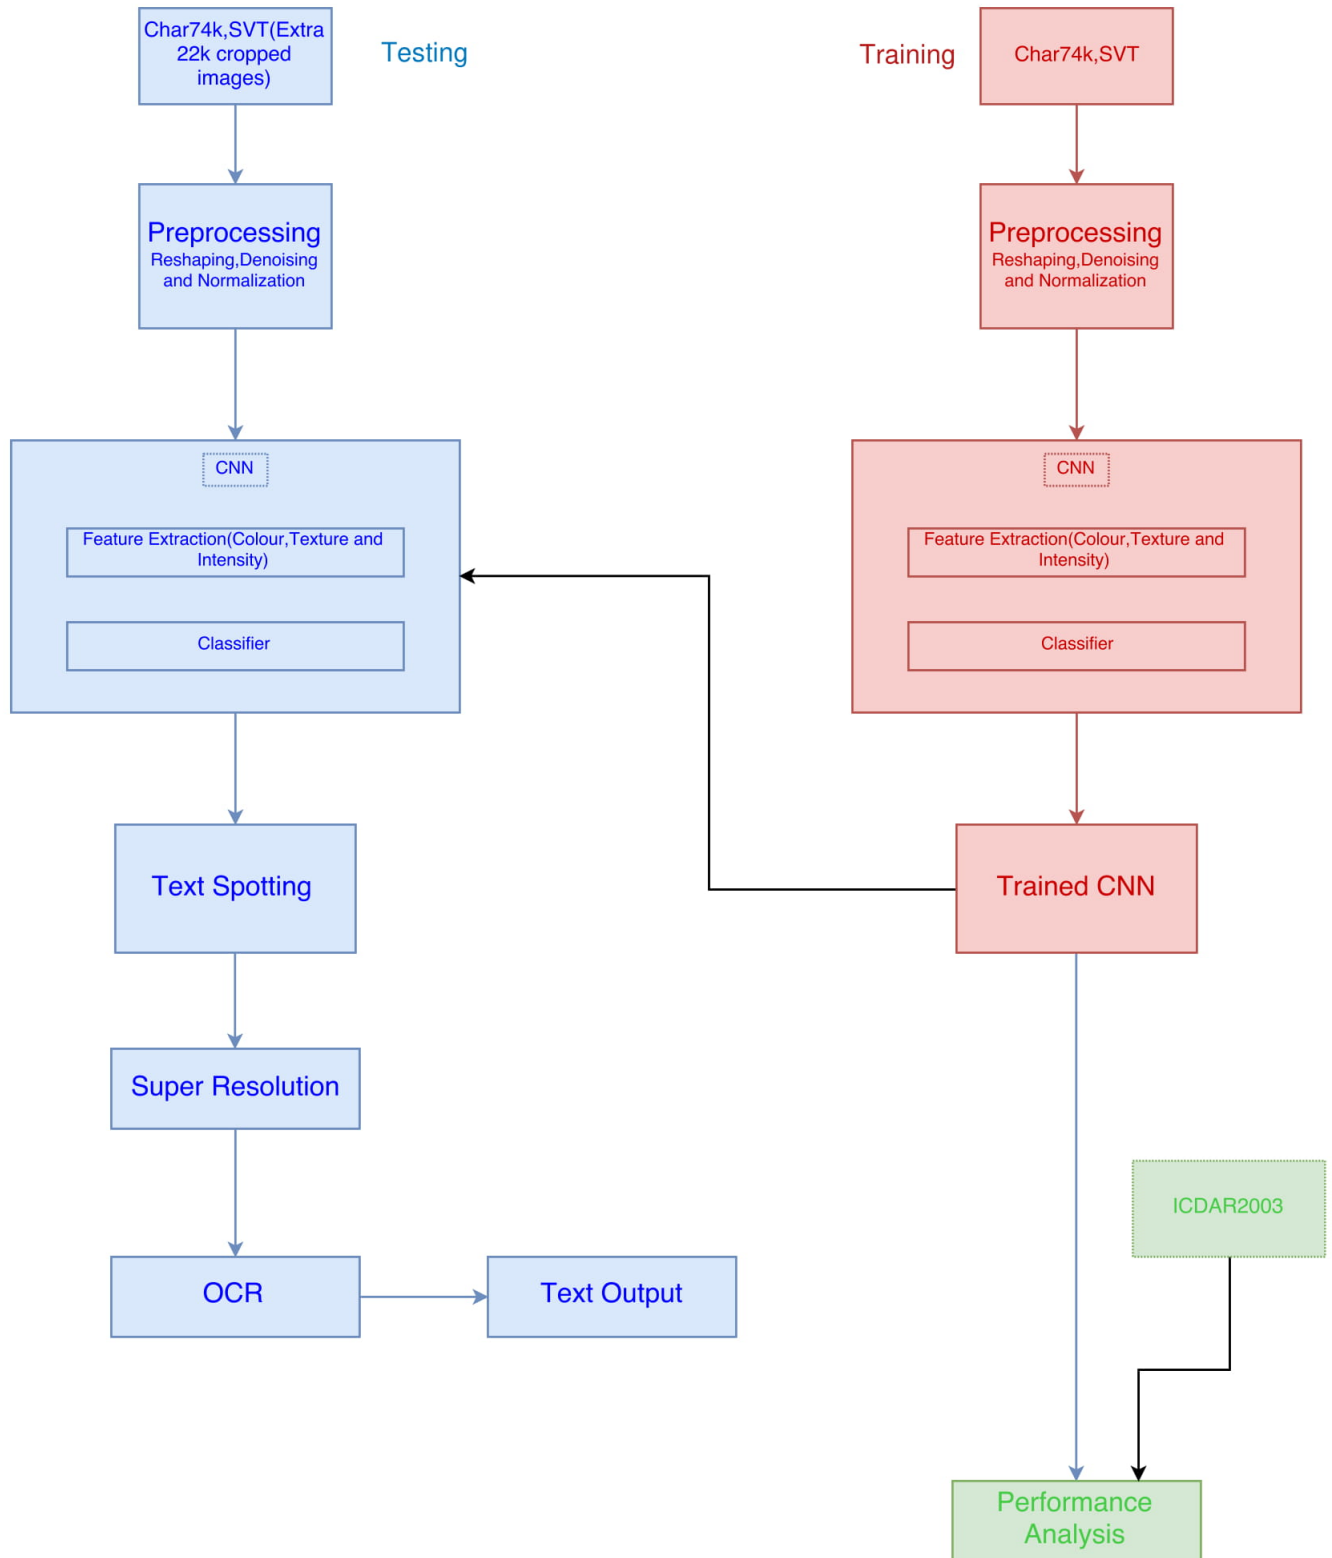 Char74k,SVT(Extra
22k cropped
images)
Testing
Training
Char74k,SVT
Preprocessing
Reshaping,Denoising
and Normalization
Preprocessing
Reshaping,Denoising
and Normalization
CNN
Feature Extraction(Colour,Texture and
Intensity)
Classifier
CNN
Feature Extraction(Colour,Texture and
Intensity)
Classifier
Text Spotting
Trained CNN
Super Resolution
ICDAR2003
OCR
Text Output
Performance
Analysis